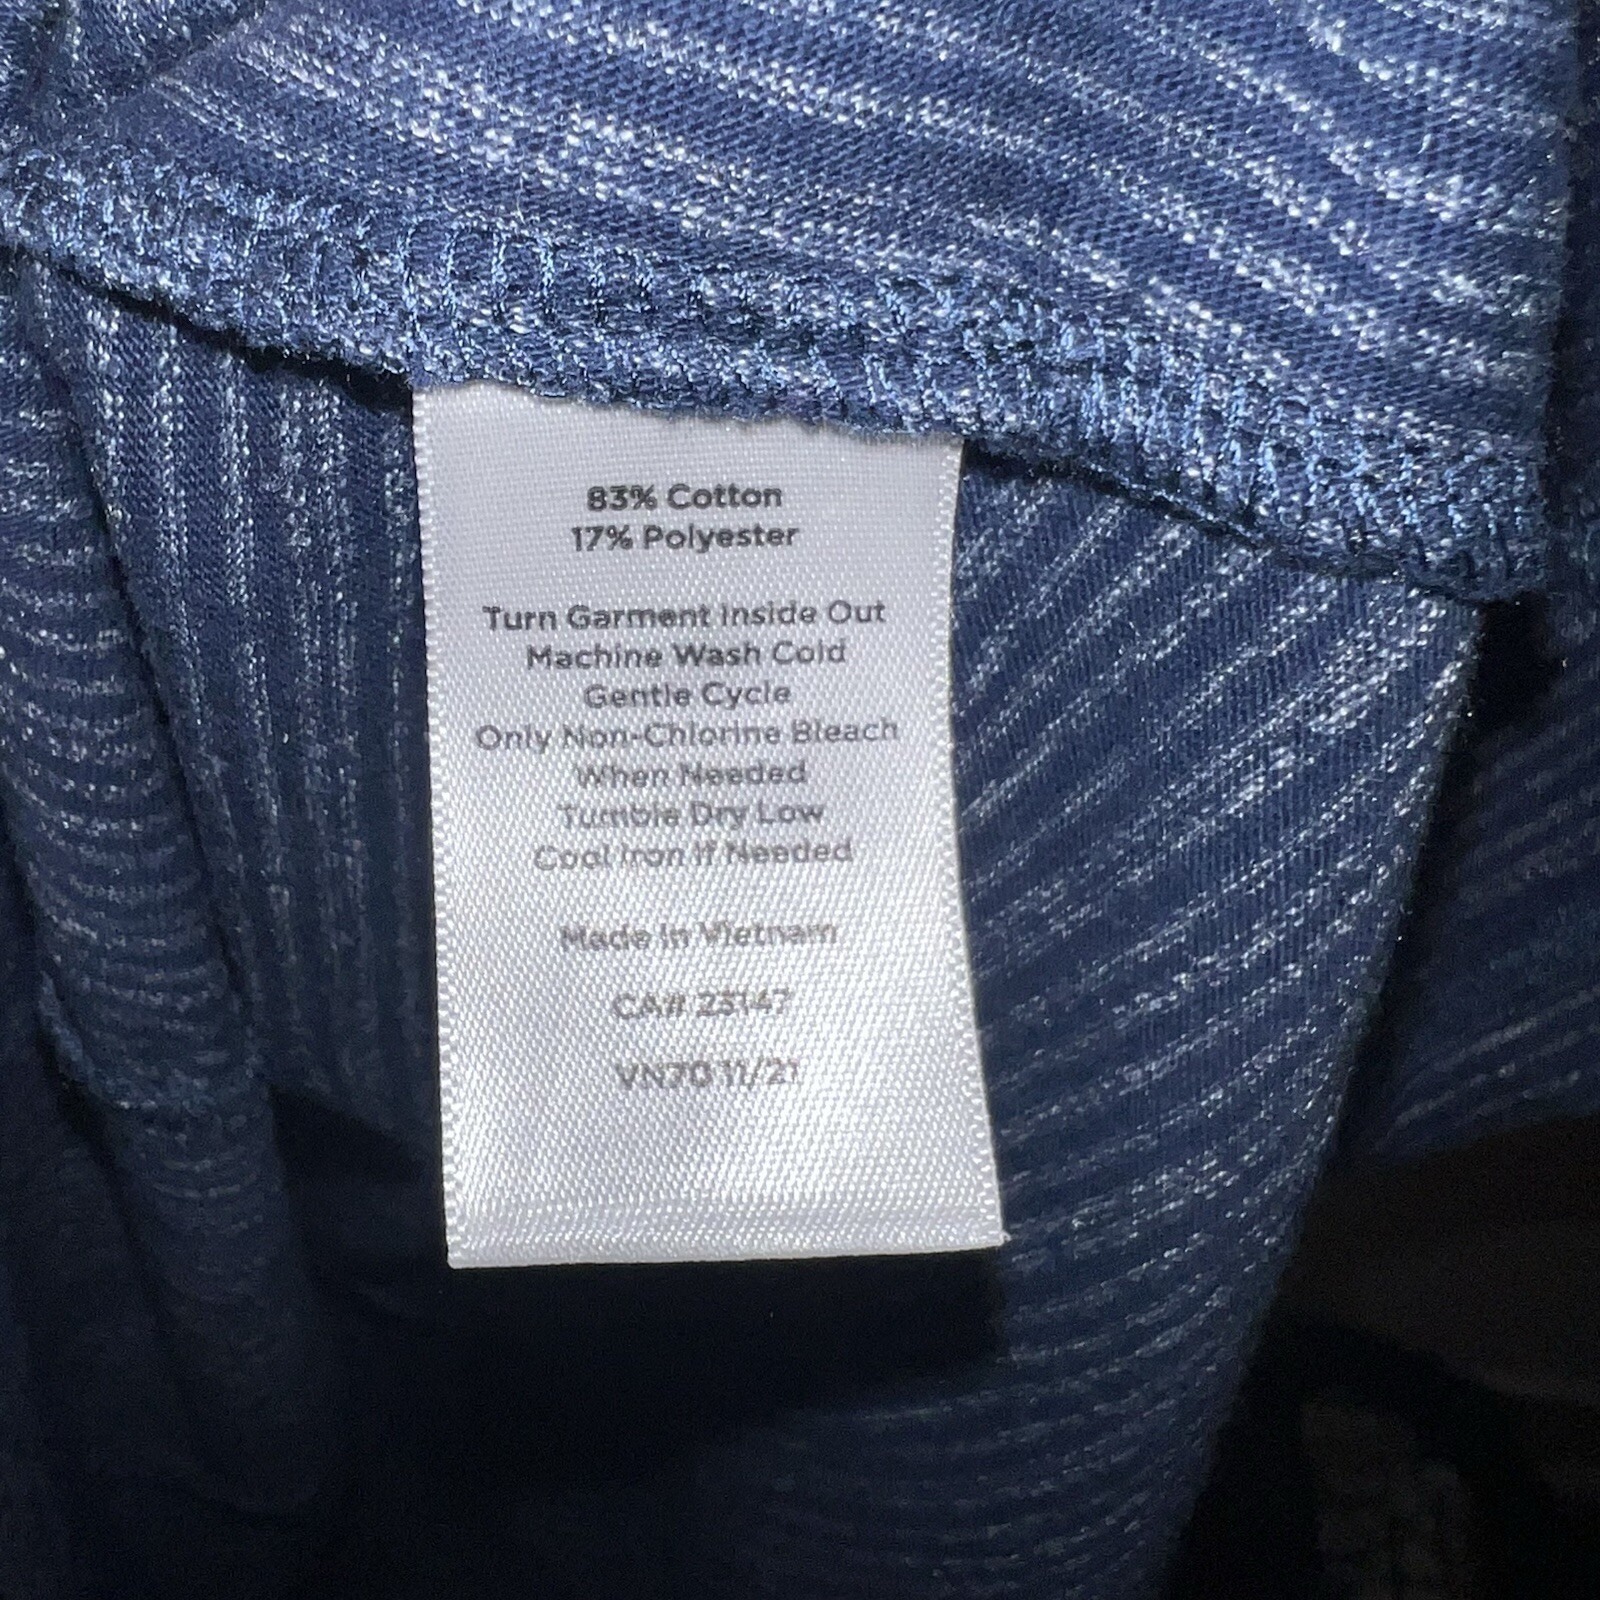 83% Cotton
17% Polyester
Turn Garment Inside Out
Machine Wash Cold
Gentle Cycle
Only Non-Chlorine Bleach
When Needed
Tumble Dry Low
Cool Iron If Needed
Made in Vietnam
CA# 23147
VN70 11/21